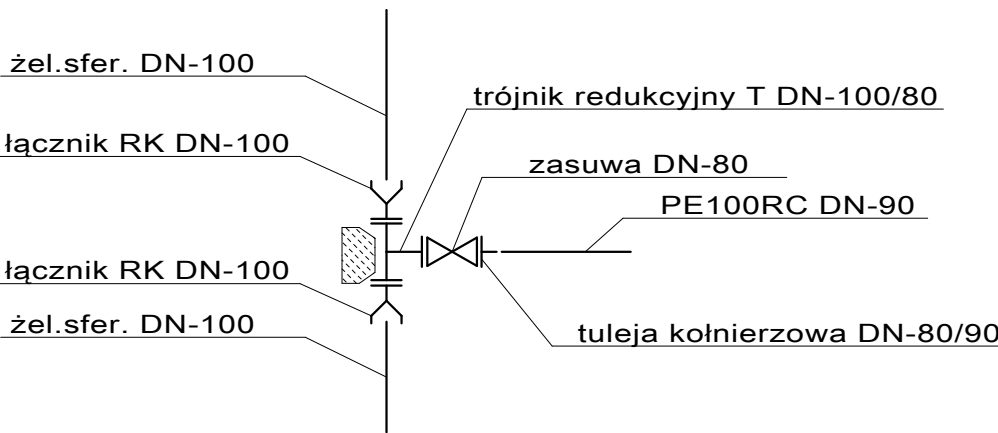 żel.sfer. DN-100
trójnik redukcyjny T DN-100/80
łącznik RK DN-100
zasuwa DN-80
PE100RC DN-90
łącznik RK DN-100
żel.sfer. DN-100
tuleja kołnierzowa DN-80/90